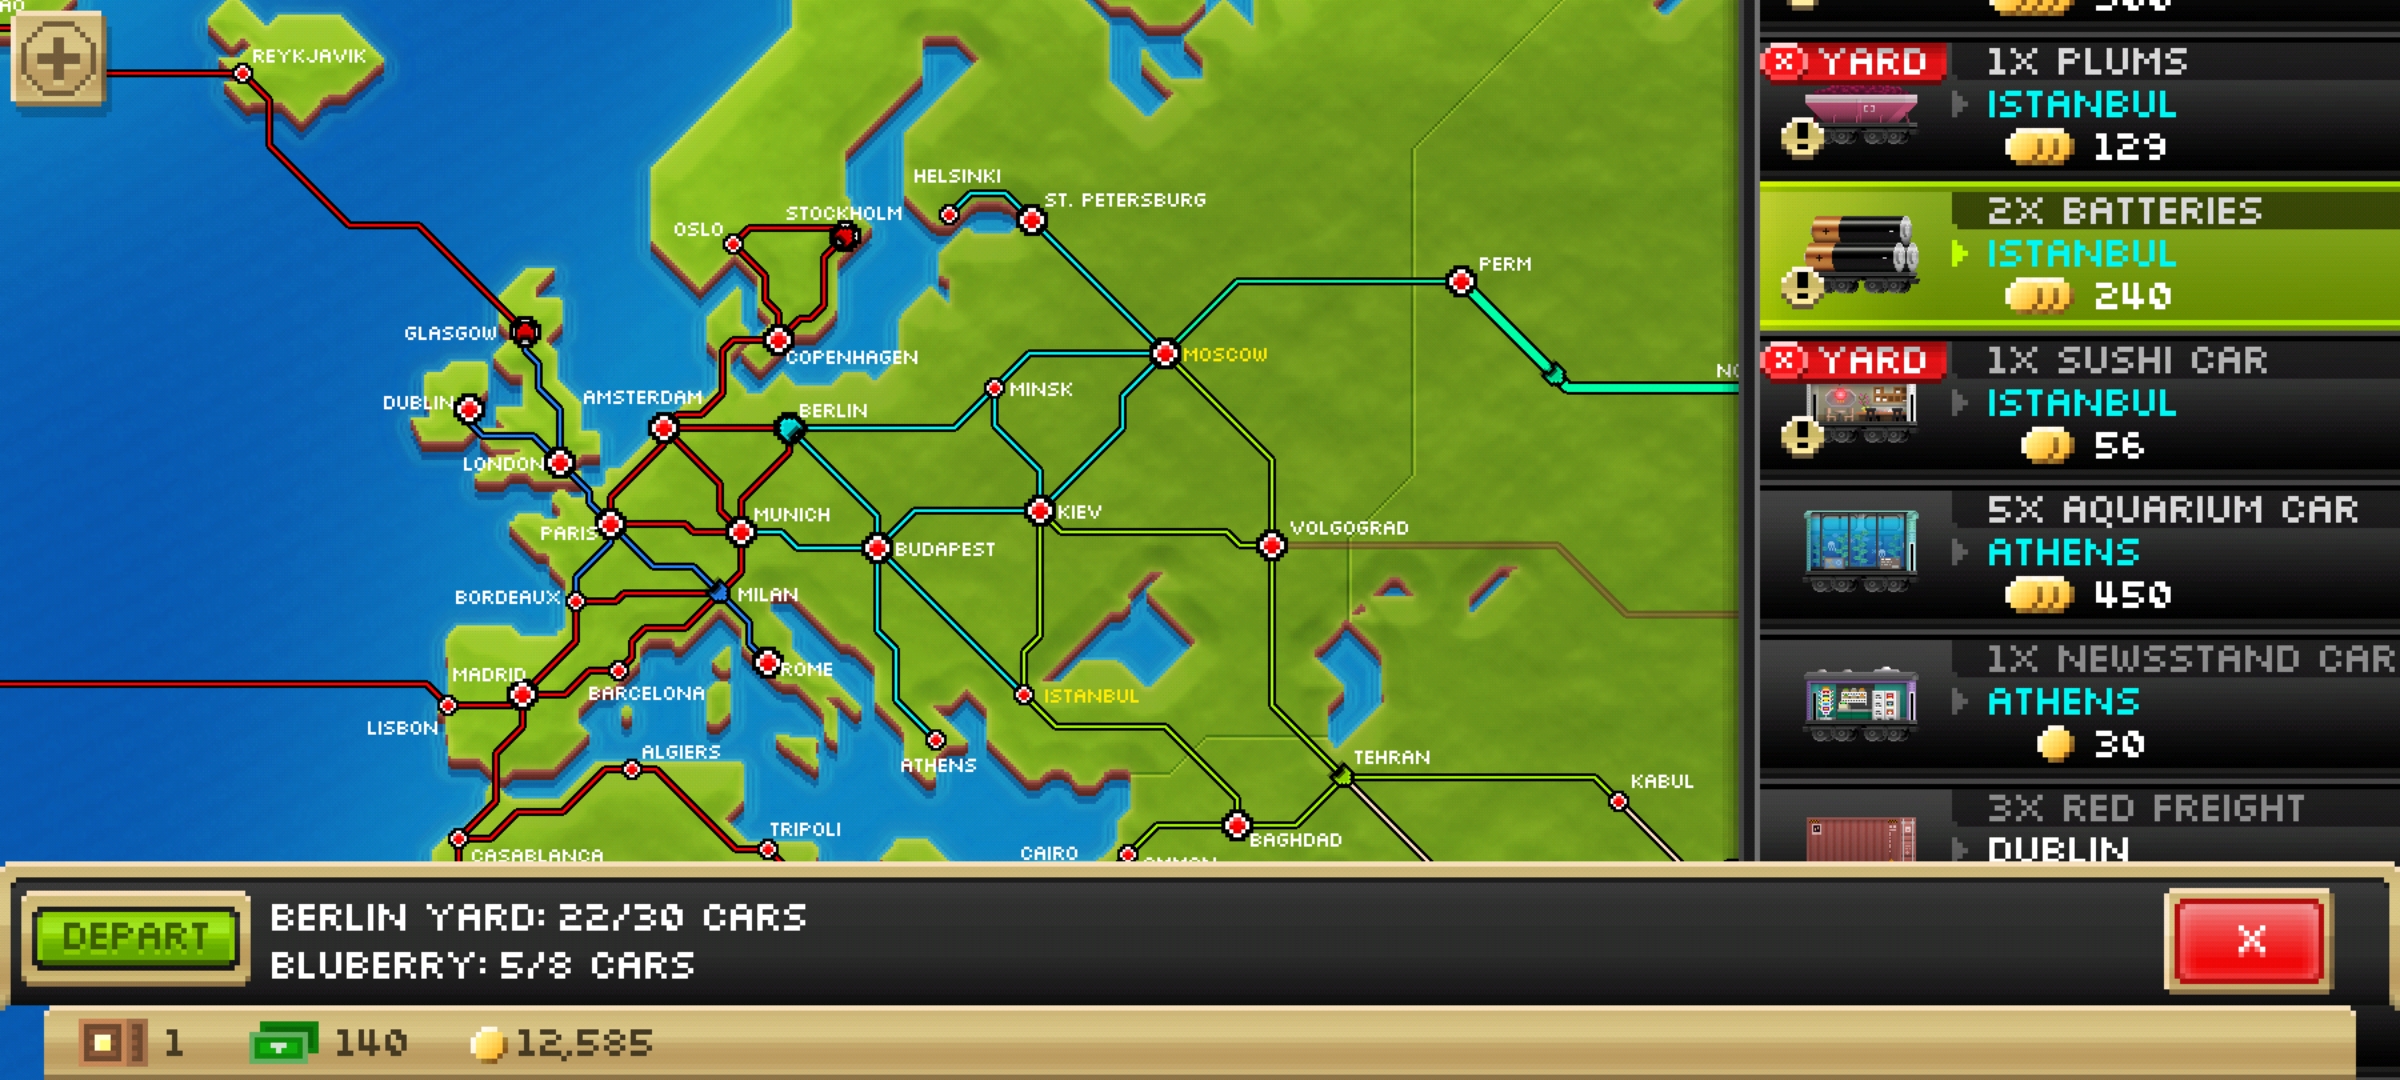 REYKJAVIK
HELSINKI
ST. PETERSBURG
STOCKHOLM
OSLO
PERM
GLASGOW
COPENHAGEN
MOSCOW
MINSK
DUBLIN
AMSTERDAM
BERLIN
LONDON
MUNICH
KIEV
PARIS
BUDAPEST
VOLGOGRAD
BORDEAUX
MILAN
MADRID
ROME
BARCELONA
ISTANBUL
LISBON
ALGIERS
ATHENS
TEHRAN
KABUL
TRIPOLI
CASABLANCA
CAIRO
BAGHDAD
YARD
1X PLUMS
ISTANBUL
129
2X BATTERIES
ISTANBUL
240
YARD
1X SUSHI CAR
ISTANBUL
56
5X AQUARIUM CAR
ATHENS
450
1X NEWSSTAND CAR
ATHENS
30
3X RED FREIGHT
DUBLIN
DEPART
BERLIN YARD: 22/30 CARS
BLUBERRY: 5/8 CARS
X
1
140
12,585